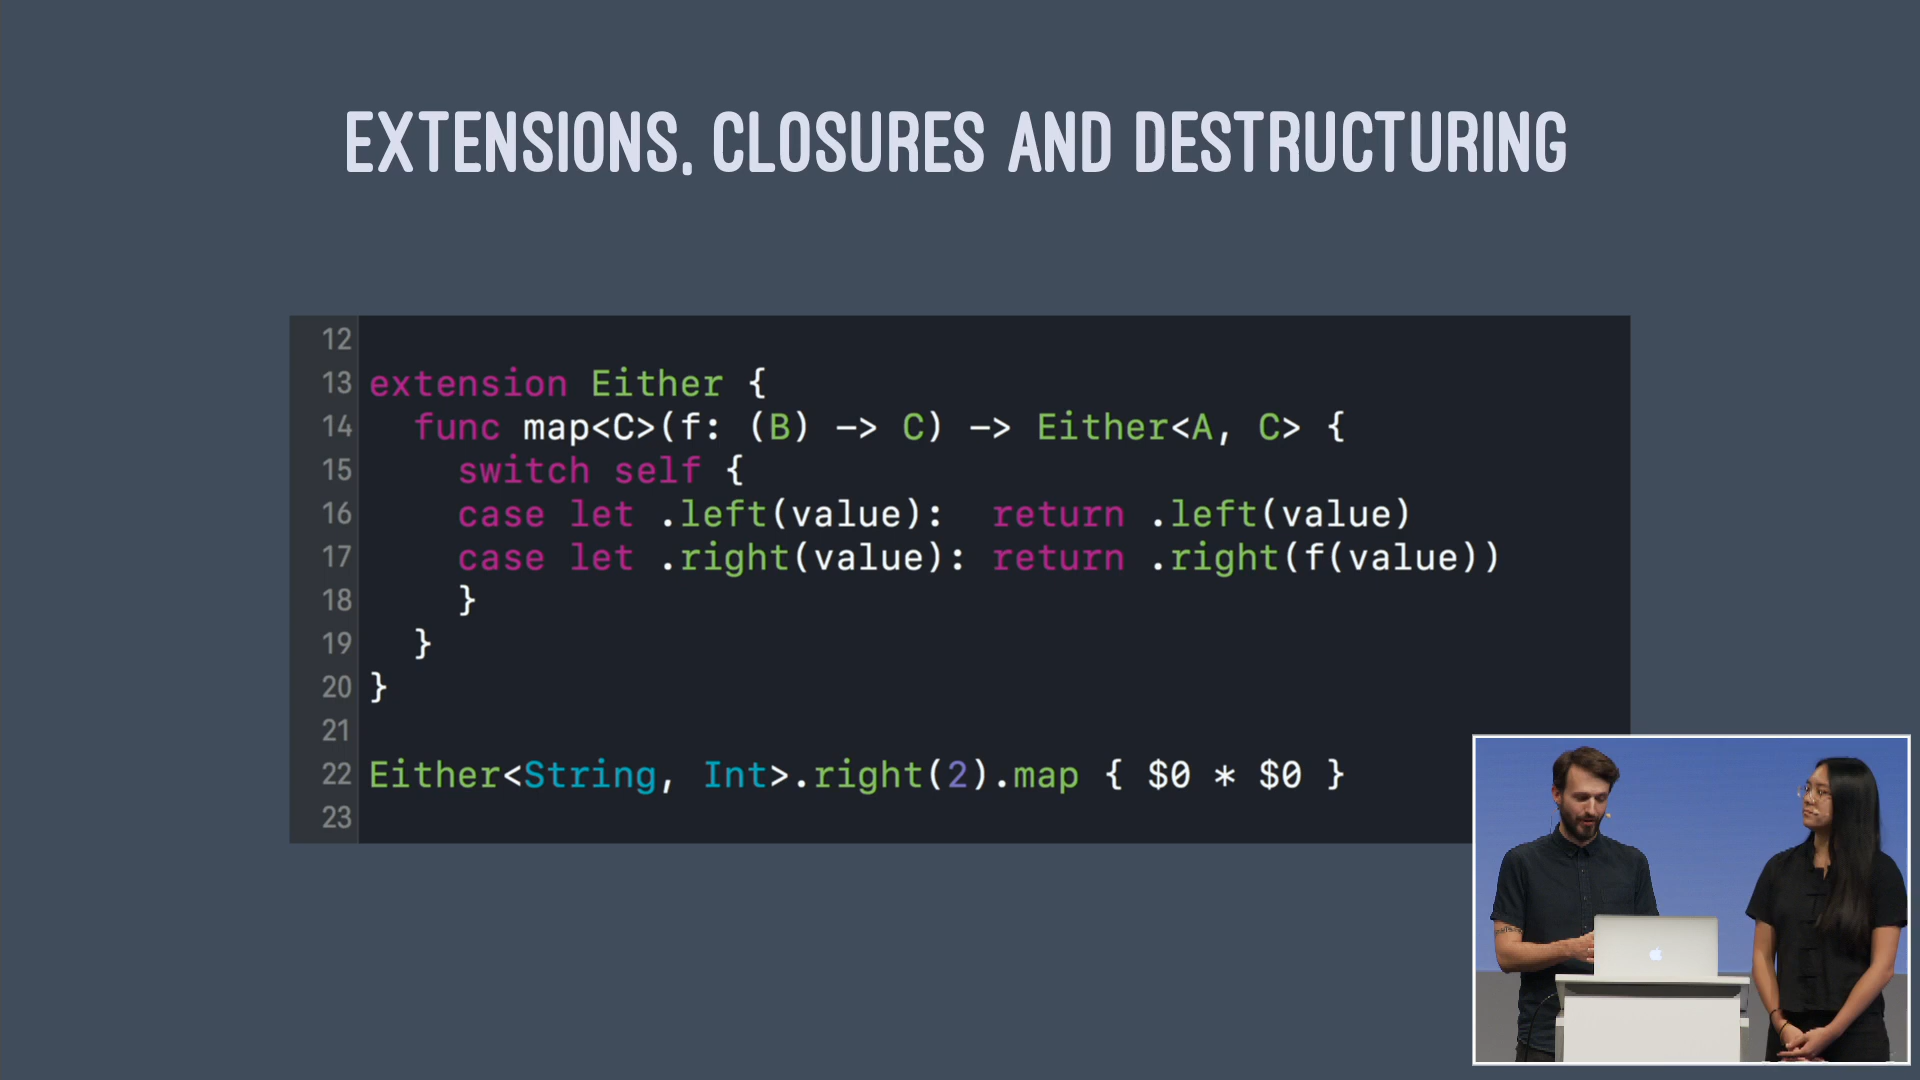 EXTENSIONS, CLOSURES AND DESTRUCTURING
12
13 extension Either {
14   func map<C>(f: (B) -> C) -> Either<A, C> {
15     switch self {
16     case let .left(value):  return .left(value)
17     case let .right(value): return .right(f(value))
18     }
19   }
20 }
21
22 Either<String, Int>.right(2).map { $0 * $0 }
23